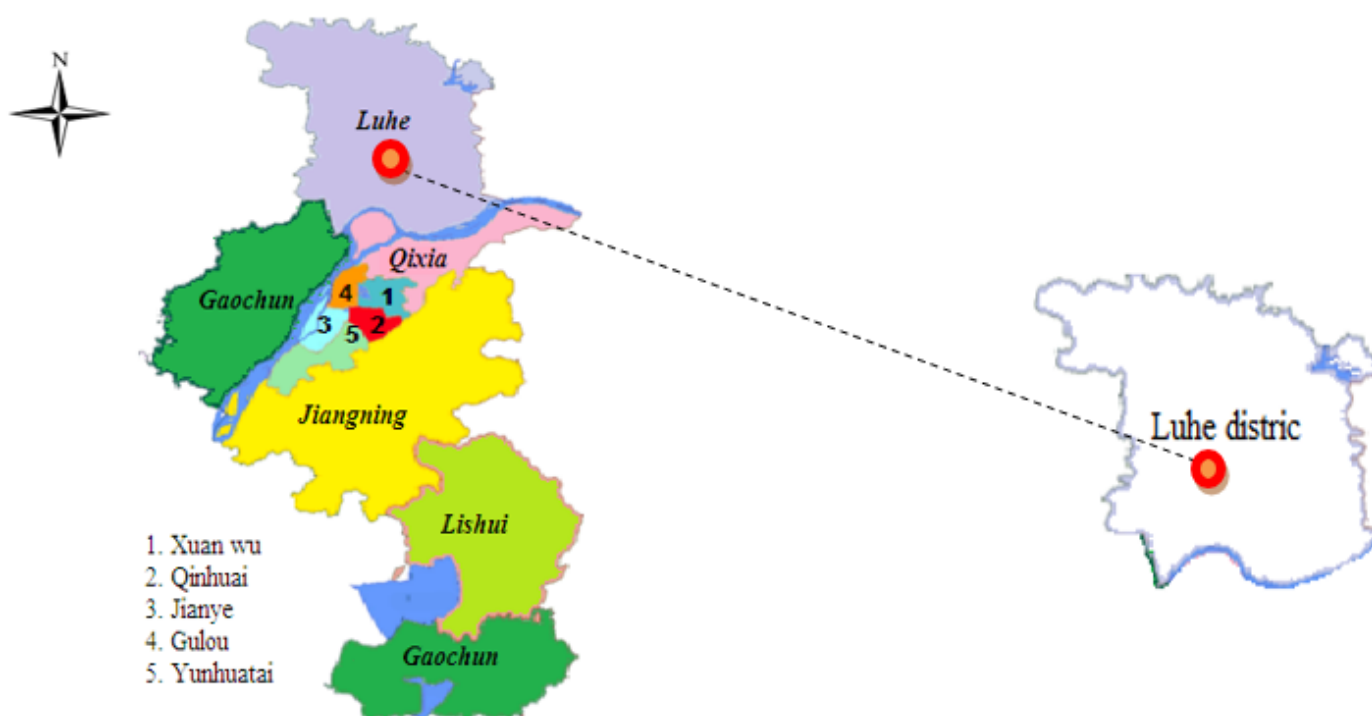 N
Luhe
Qixia
Gaochun
4
1
3
2
5
Jiangning
Luhe distric
Lishui
1. Xuan wu
2. Qinhuai
3. Jianye
4. Gulou
5. Yunhuatai
Gaochun